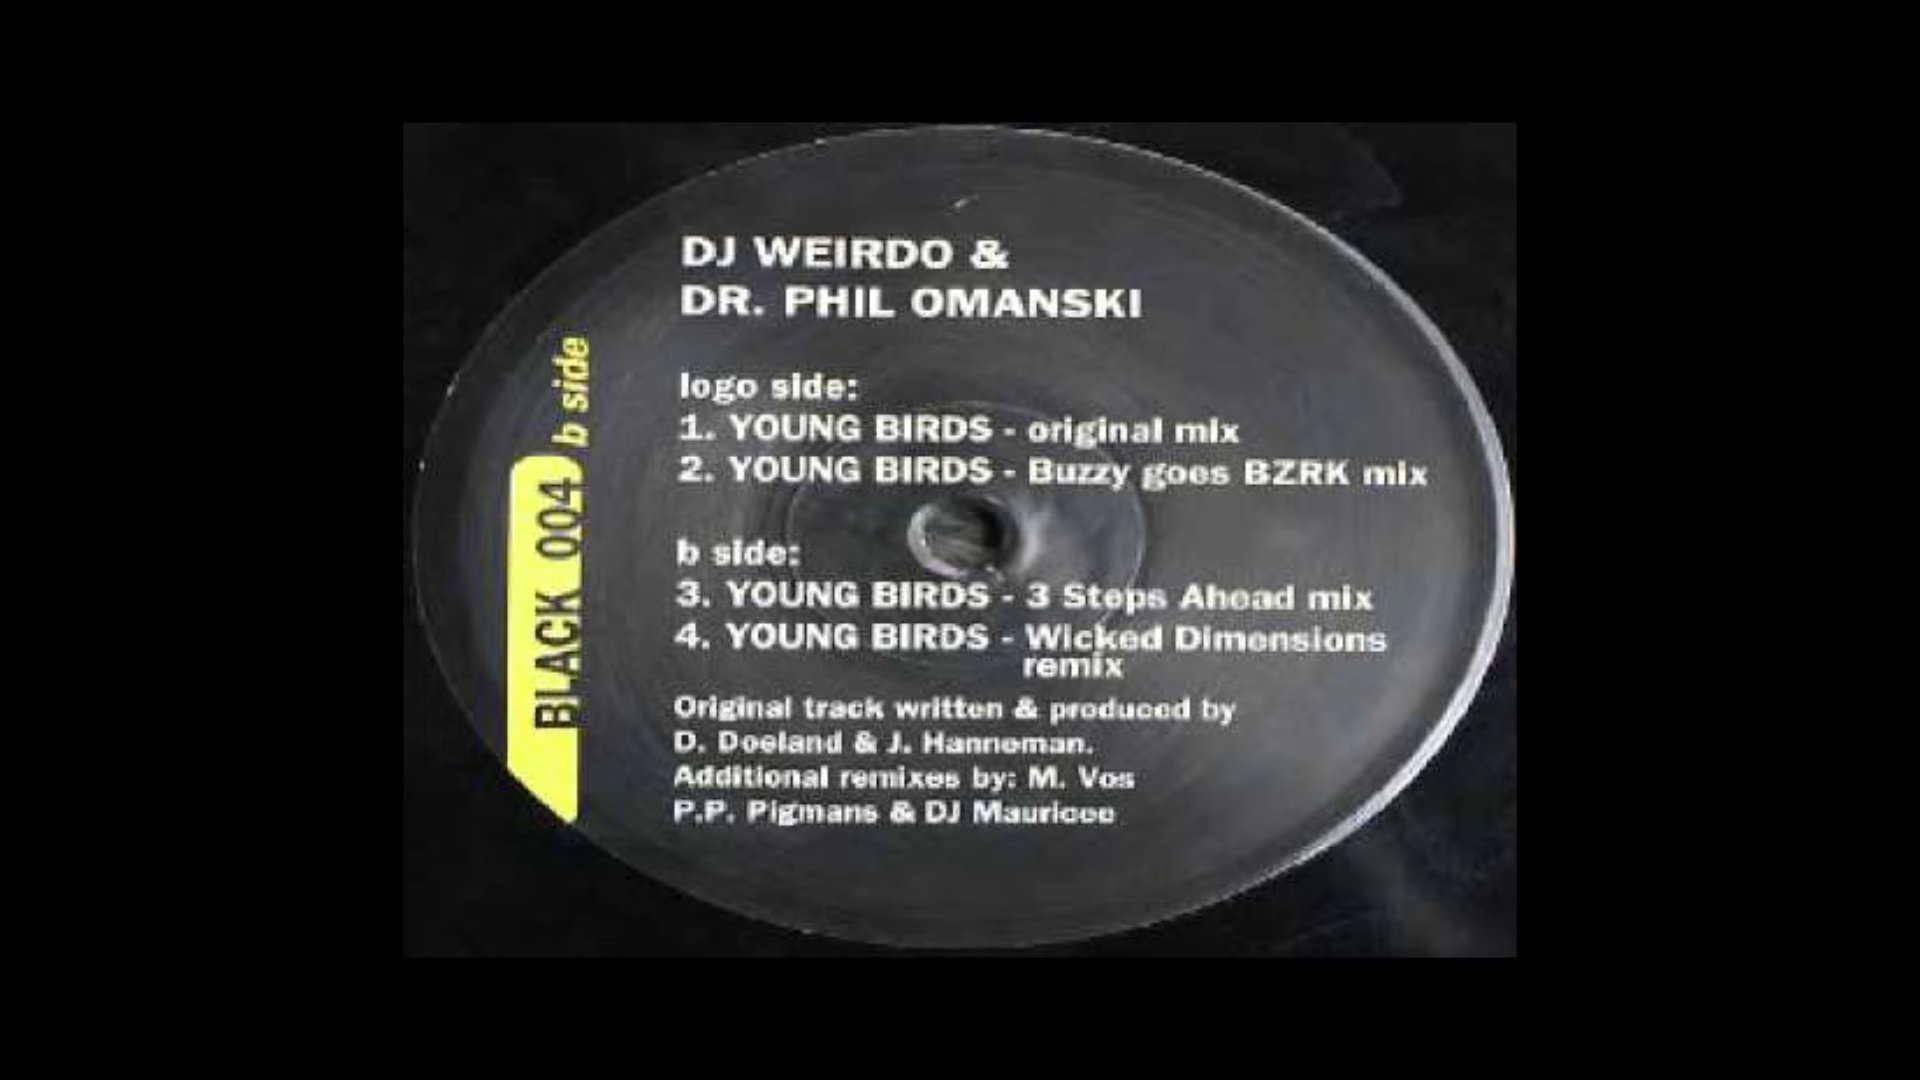 DJ WEIRDO &
DR. PHIL OMANSKI
logo side:
1. YOUNG BIRDS - original mix
2. YOUNG BIRDS - Buzzy goes BZRK mix
b side:
3. YOUNG BIRDS - 3 Steps Ahead mix
4. YOUNG BIRDS - Wicked Dimensions
remix
Original track written & produced by
D. Doeland & J. Hanneman.
Additional remixes by: M. Vos
P.P. Pigmans & DJ Mauricee
BLACK 004 b side